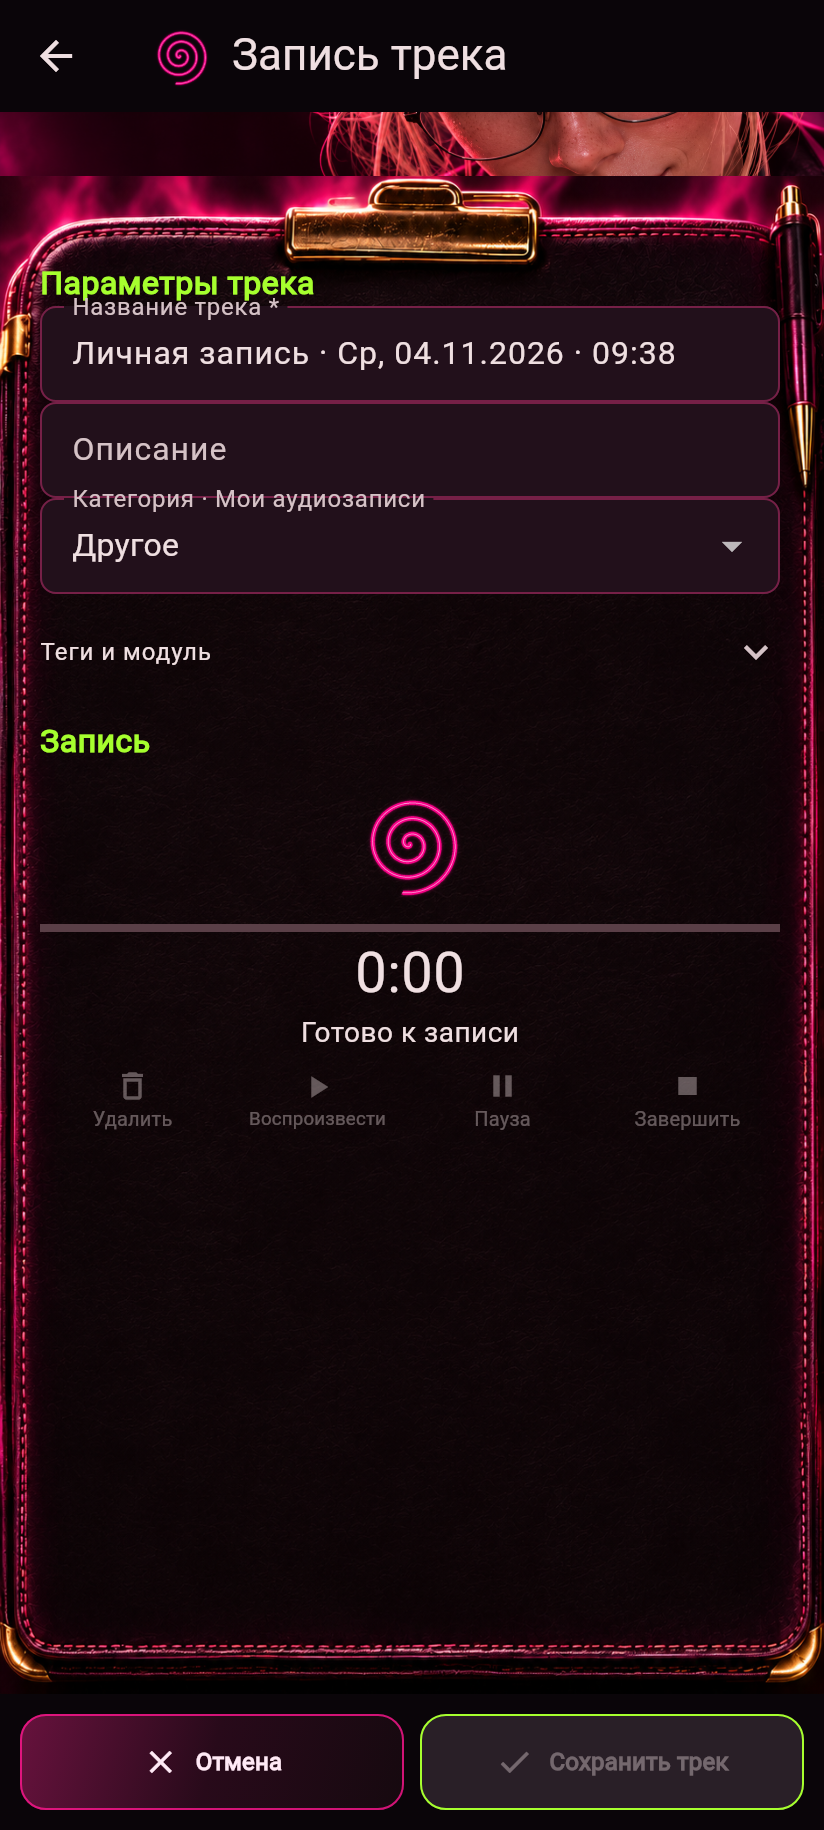 Запись трека
Параметры трека
Название трека *
Личная запись · Ср, 04.11.2026 · 09:38
Описание
Категория · Мои аудиозаписи
Другое
Теги и модуль
Запись
0:00
Готово к записи
Удалить
Воспроизвести
Пауза
Завершить
Отмена
Сохранить трек